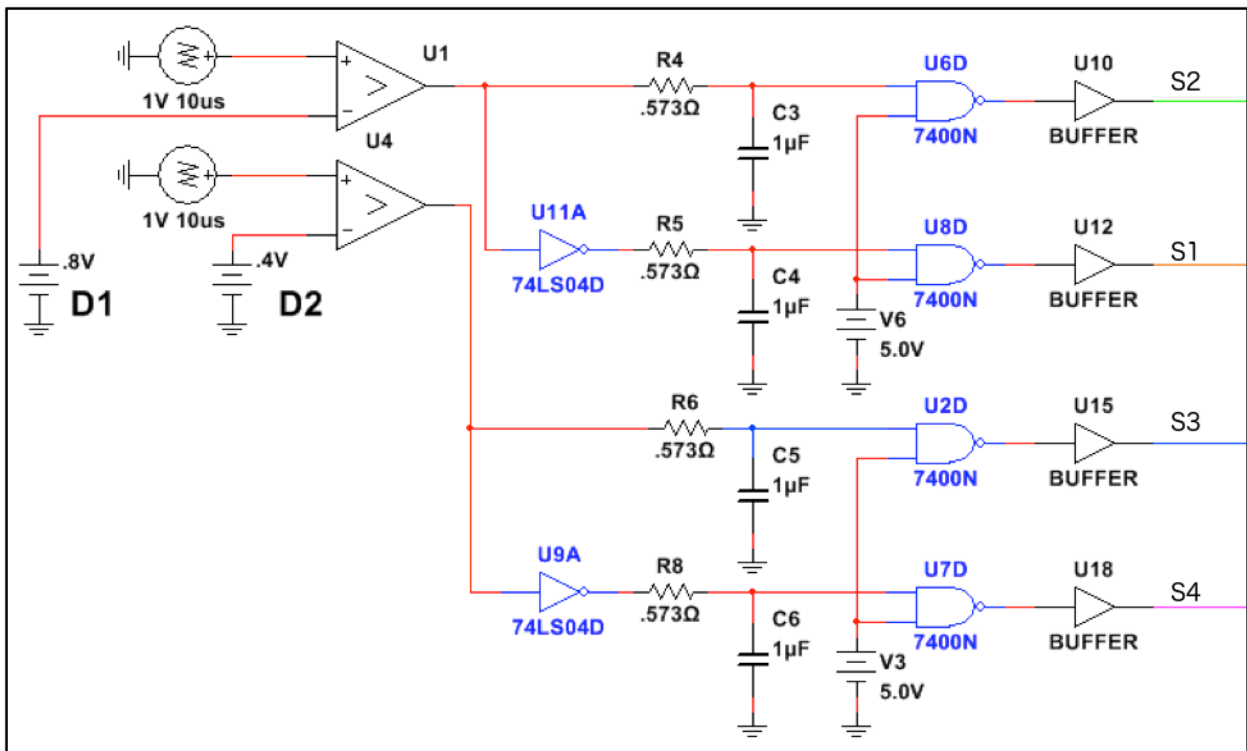 U1
1V 10us
U4
1V 10us
.8V
D1
.4V
D2
R4
.573Ω
C3
1µF
U6D
7400N
U10
BUFFER
S2
U11A
74LS04D
R5
.573Ω
C4
1µF
U8D
7400N
U12
BUFFER
S1
V6
5.0V
R6
.573Ω
C5
1µF
U2D
7400N
U15
BUFFER
S3
U9A
74LS04D
R8
.573Ω
C6
1µF
U7D
7400N
U18
BUFFER
S4
V3
5.0V